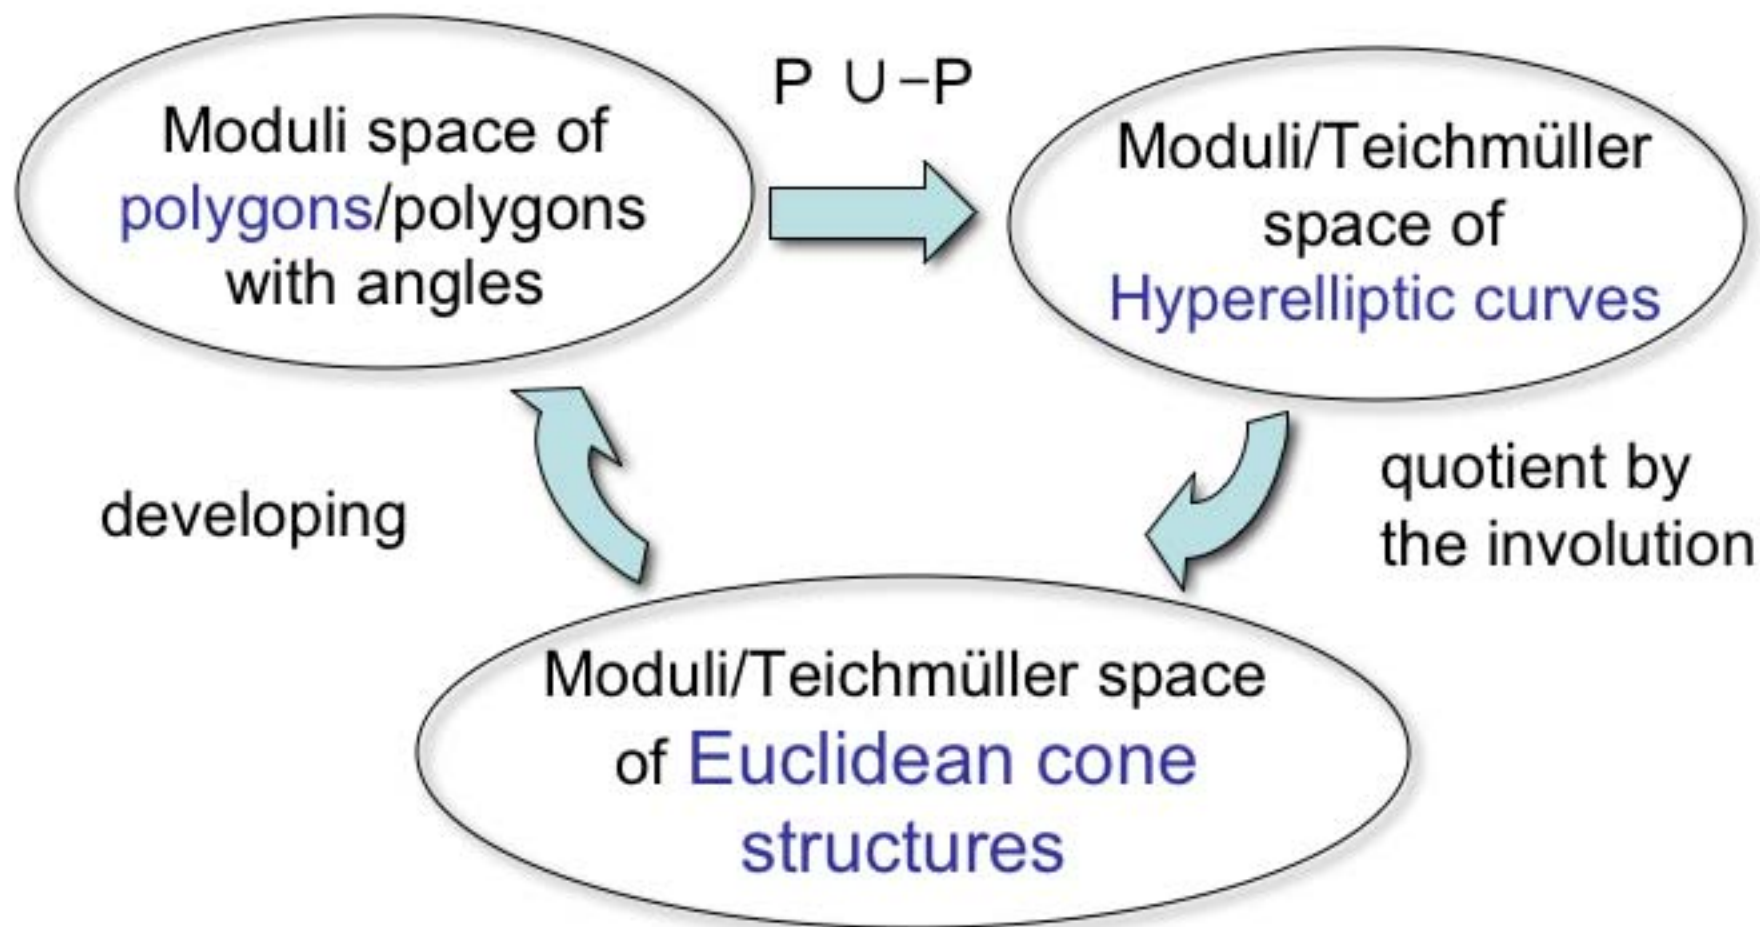 Moduli space of
polygons/polygons
with angles
P ∪ –P
Moduli/Teichmüller
space of
Hyperelliptic curves
developing
quotient by
the involution
Moduli/Teichmüller space
of Euclidean cone
structures